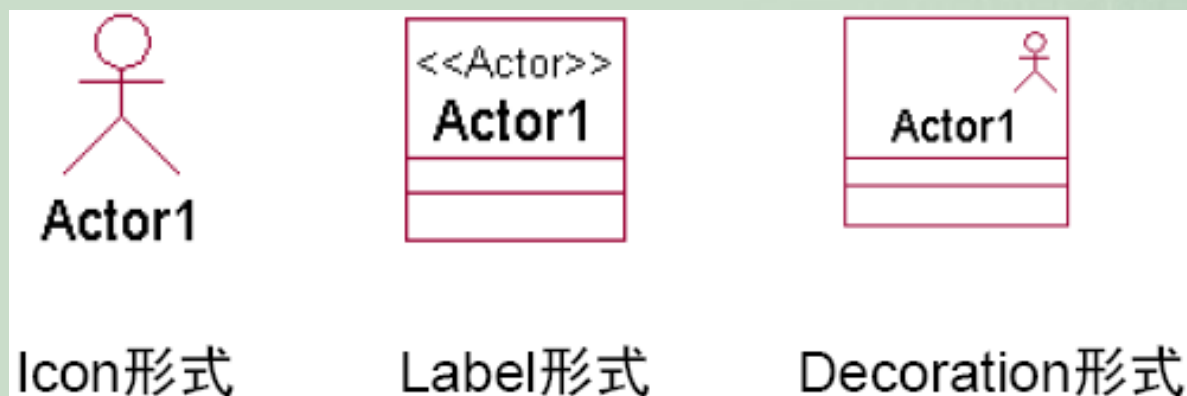 Actor1
<<Actor>>
Actor1
Actor1
Icon形式
Label形式
Decoration形式